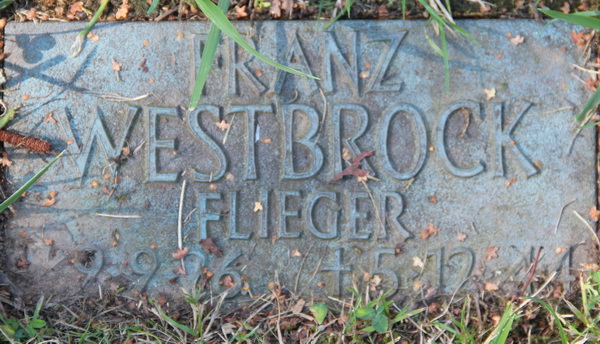 FRANZ
WESTBROCK
FLIEGER
* 9·9·26 † 5·12·44